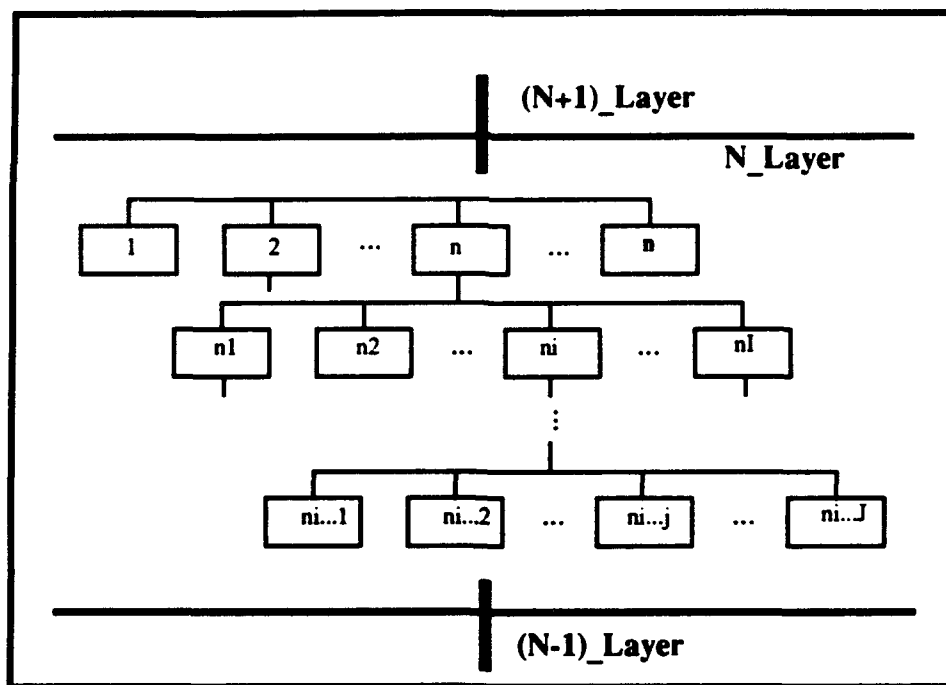 (N+1)_Layer
N_Layer
1 2 ... n ... n
n1 n2 ... ni ... nI
⋮
ni...1 ni...2 ... ni...j ... ni...J
(N-1)_Layer